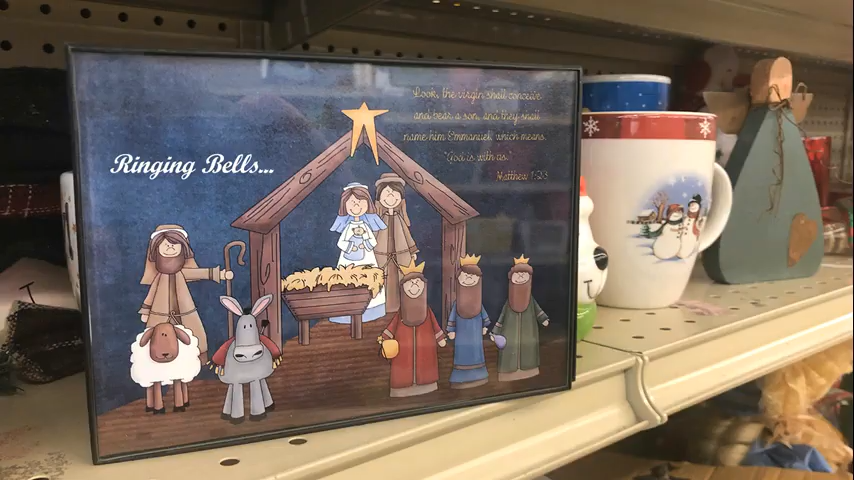 Ringing Bells...
Look, the virgin shall conceive
and bear a son, and they shall
name him Emmanuel, which means
"God is with us."
Matthew 1:23